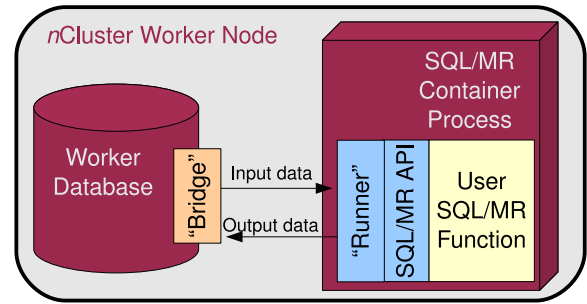 nCluster Worker Node
Worker
Database
"Bridge"
Input data
Output data
SQL/MR
Container
Process
"Runner"
SQL/MR API
User
SQL/MR
Function